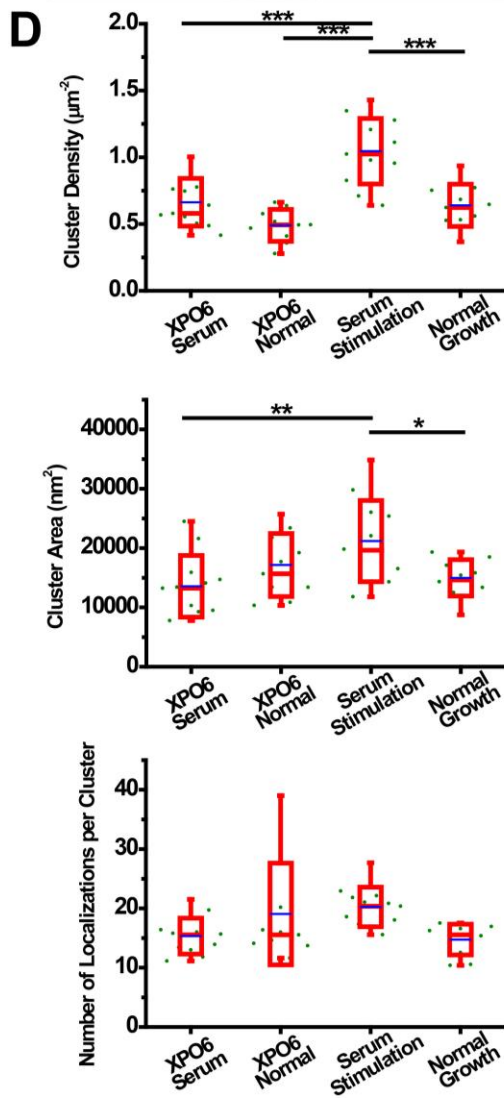 D
***
***
***
Cluster Density (µm⁻²)
2.0
1.5
1.0
0.5
0.0
XPO6 Serum
XPO6 Normal
Serum Stimulation
Normal Growth
**
*
Cluster Area (nm²)
40000
30000
20000
10000
0
XPO6 Serum
XPO6 Normal
Serum Stimulation
Normal Growth
Number of Localizations per Cluster
40
30
20
10
0
XPO6 Serum
XPO6 Normal
Serum Stimulation
Normal Growth